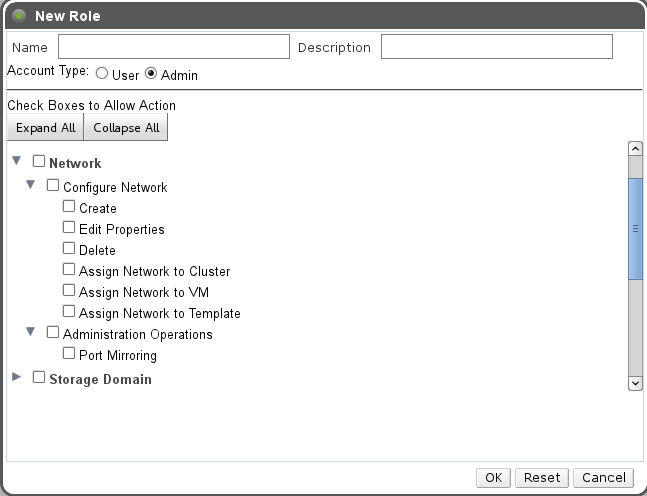 New Role
Name Description
Account Type: User Admin
Check Boxes to Allow Action
Expand All Collapse All
Network
Configure Network
Create
Edit Properties
Delete
Assign Network to Cluster
Assign Network to VM
Assign Network to Template
Administration Operations
Port Mirroring
Storage Domain
OK Reset Cancel